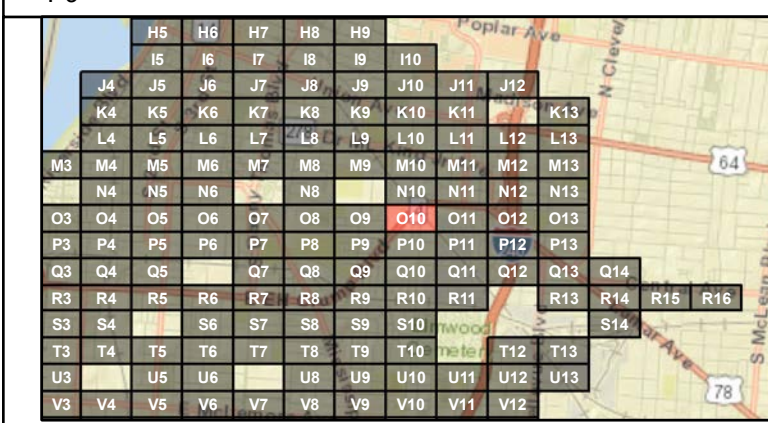 H5 H6 H7 H8 H9 Poplar Ave
N Clevel
I5 I6 I7 I8 I9 I10
J4 J5 J6 J7 J8 J9 J10 J11 J12
Madison Ave
K4 K5 K6 K7 K8 K9 K10 K11 K13
L4 L5 L6 L7 L8 L9 L10 L11 L12 L13
M3 M4 M5 M6 M7 M8 M9 M10 M11 M12 M13 64
N4 N5 N6 N8 N10 N11 N12 N13
O3 O4 O5 O6 O7 O8 O9 O10 O11 O12 O13
P3 P4 P5 P6 P7 P8 P9 P10 P11 P12 P13
Q3 Q4 Q5 Q7 Q8 Q9 Q10 Q11 Q12 Q13 Q14
Central Ave
R3 R4 R5 R6 R7 R8 R9 R10 R11 R13 R14 R15 R16
S McLean Bl
S3 S4 S6 S7 S8 S9 S10 S14
T3 T4 T5 T6 T7 T8 T9 T10 T12 T13
U3 U5 U6 U8 U9 U10 U11 U12 U13
78
V3 V4 V5 V6 V7 V8 V9 V10 V11 V12